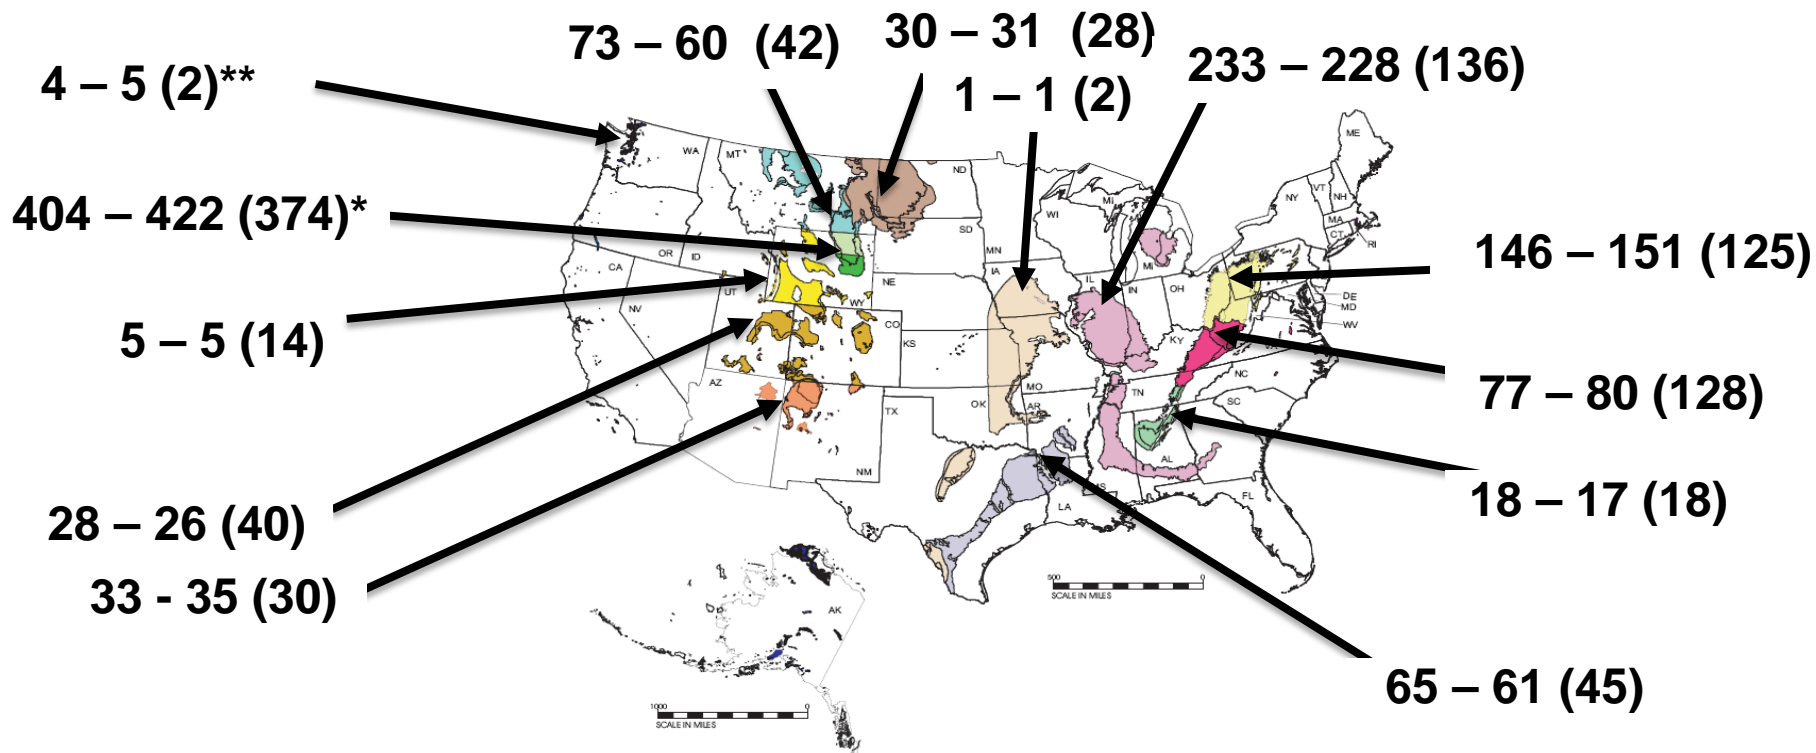 73 – 60 (42)
30 – 31 (28)
233 – 228 (136)
4 – 5 (2)**
1 – 1 (2)
404 – 422 (374)*
146 – 151 (125)
5 – 5 (14)
77 – 80 (128)
18 – 17 (18)
28 – 26 (40)
33 - 35 (30)
65 – 61 (45)
WA
MT
ND
MN
WI
MI
ME
VT
NH
NY
MA
CT
RI
OR
ID
SD
WY
NE
IA
IL
IN
OH
PA
DE
MD
WV
CA
NV
UT
CO
KS
MO
KY
NC
AZ
NM
TX
OK
AR
TN
SC
MS
AL
LA
FL
AK
500 0
SCALE IN MILES
1000 0
SCALE IN MILES